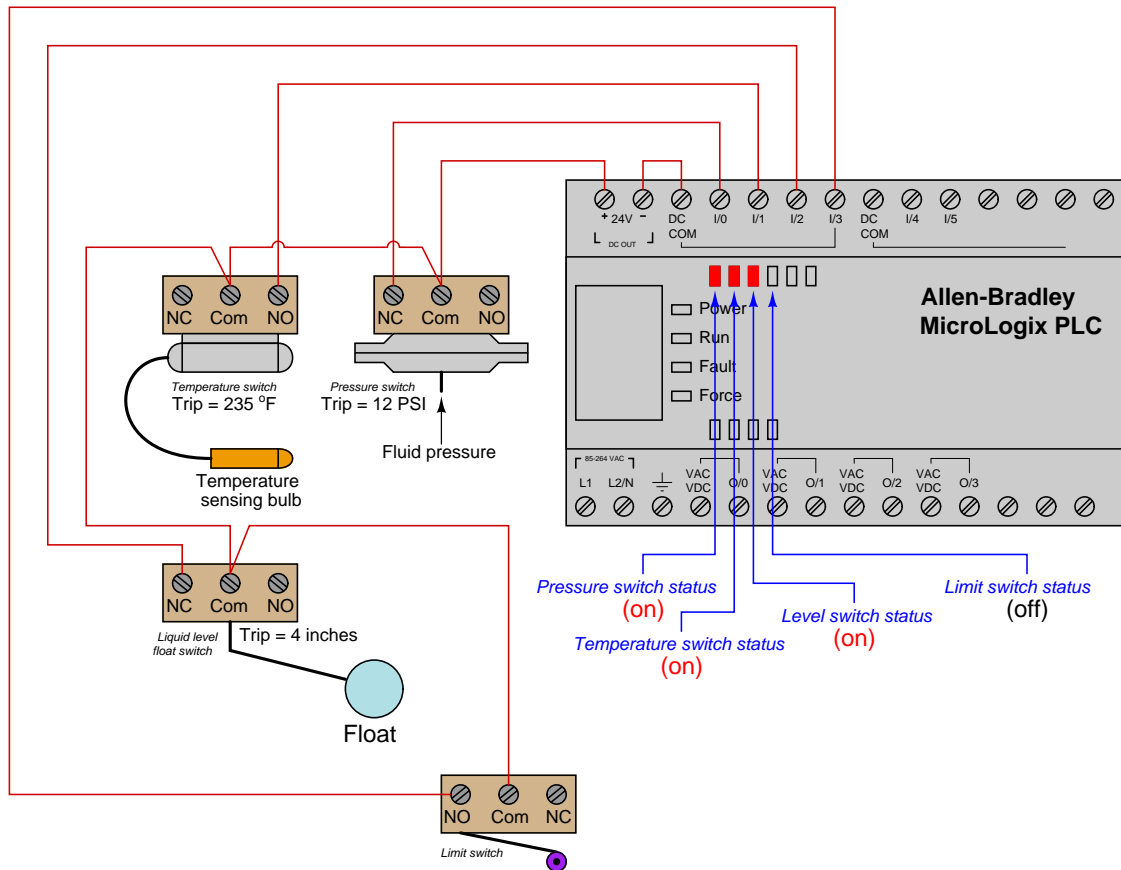 + 24V −
DC OUT
DC
COM
I/0
I/1
I/2
I/3
DC
COM
I/4
I/5
Allen-Bradley
MicroLogix PLC
Power
Run
Fault
Force
85-264 VAC
L1
L2/N
VAC
VDC
O/0
VAC
VDC
O/1
VAC
VDC
O/2
VAC
VDC
O/3
NC Com NO
Temperature switch
Trip = 235 °F
Temperature
sensing bulb
NC Com NO
Pressure switch
Trip = 12 PSI
Fluid pressure
NC Com NO
Liquid level
float switch
Trip = 4 inches
Float
NO Com NC
Limit switch
Pressure switch status
(on)
Temperature switch status
(on)
Level switch status
(on)
Limit switch status
(off)